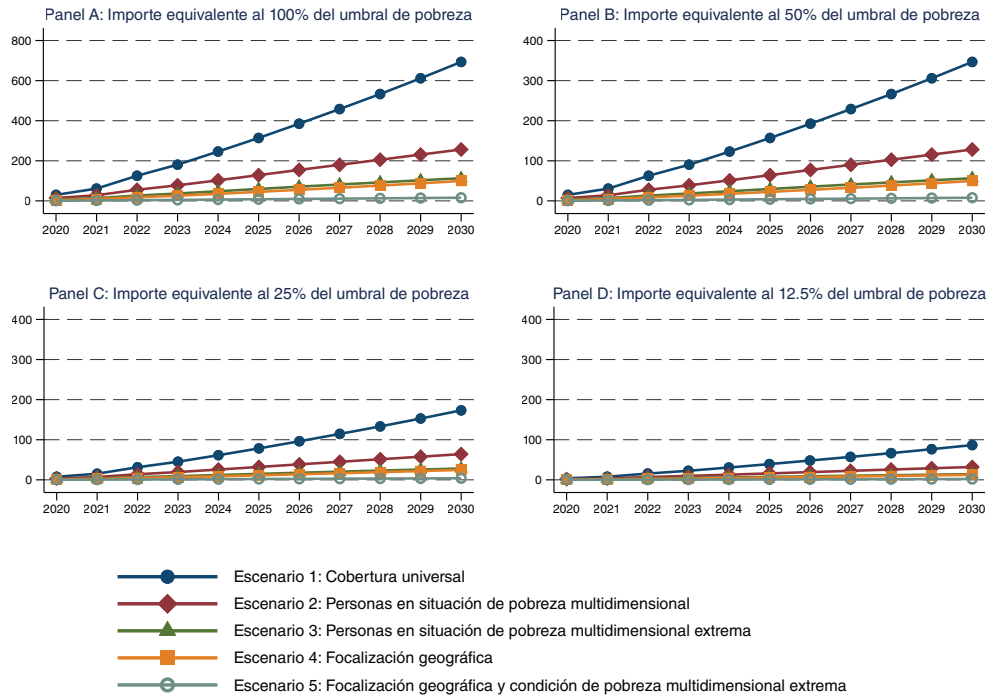 Panel A: Importe equivalente al 100% del umbral de pobreza
800
600
400
200
0
2020 2021 2022 2023 2024 2025 2026 2027 2028 2029 2030
Panel B: Importe equivalente al 50% del umbral de pobreza
400
300
200
100
0
2020 2021 2022 2023 2024 2025 2026 2027 2028 2029 2030
Panel C: Importe equivalente al 25% del umbral de pobreza
400
300
200
100
0
2020 2021 2022 2023 2024 2025 2026 2027 2028 2029 2030
Panel D: Importe equivalente al 12.5% del umbral de pobreza
400
300
200
100
0
2020 2021 2022 2023 2024 2025 2026 2027 2028 2029 2030
Escenario 1: Cobertura universal
Escenario 2: Personas en situación de pobreza multidimensional
Escenario 3: Personas en situación de pobreza multidimensional extrema
Escenario 4: Focalización geográfica
Escenario 5: Focalización geográfica y condición de pobreza multidimensional extrema